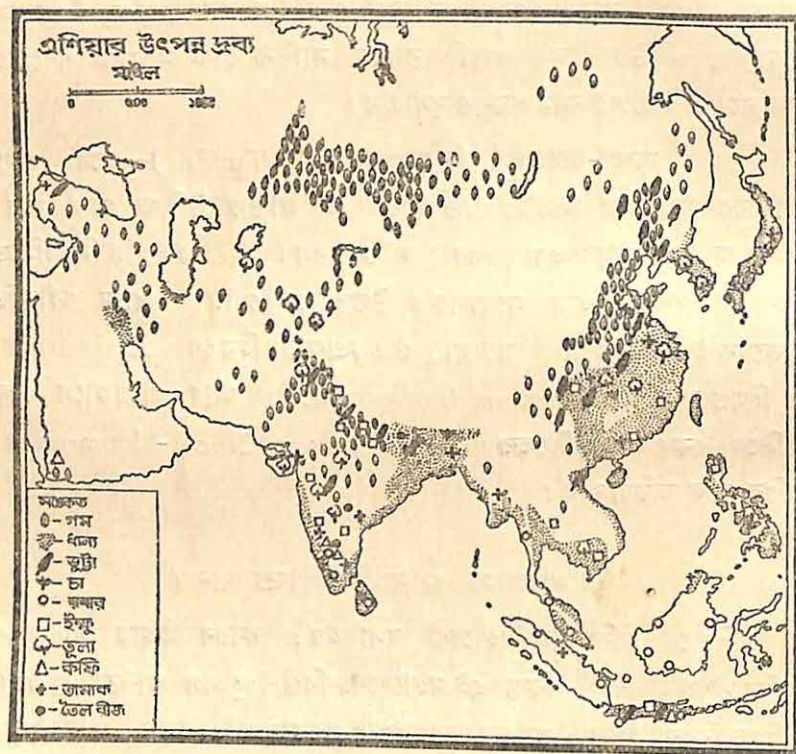 এশিয়ার উৎপন্ন দ্রব্য
মাইল
০ ৫০০ ১০০০
সঙ্কেত
- গম
- ধান্য
- ভুট্টা
- চা
- রবার
- ইক্ষু
- তুলা
- কফি
- তামাক
- তৈল বীজ